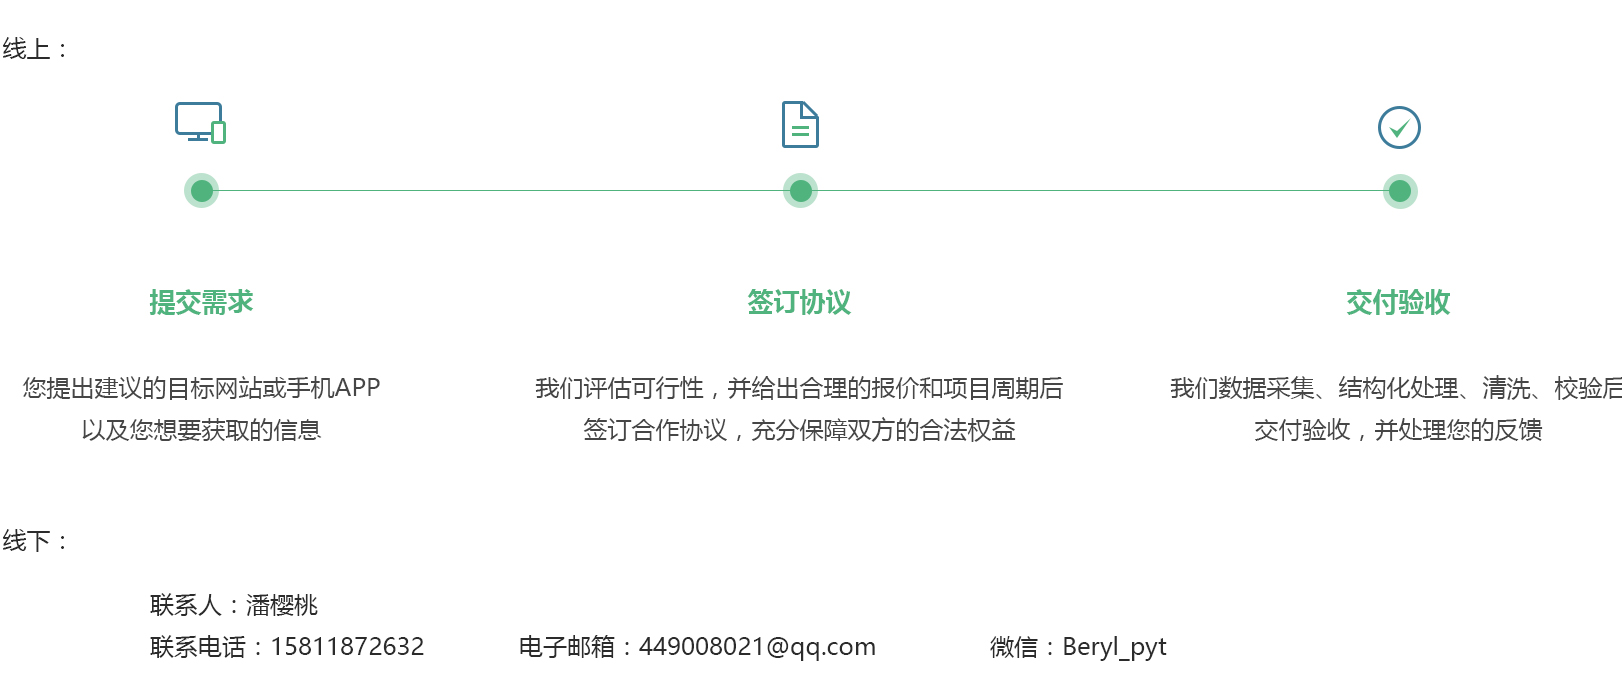 线上：
提交需求
签订协议
交付验收
您提出建议的目标网站或手机APP
以及您想要获取的信息
我们评估可行性，并给出合理的报价和项目周期后
签订合作协议，充分保障双方的合法权益
我们数据采集、结构化处理、清洗、校验后
交付验收，并处理您的反馈
线下：
联系人：潘樱桃
联系电话：15811872632 电子邮箱：449008021@qq.com 微信：Beryl_pyt